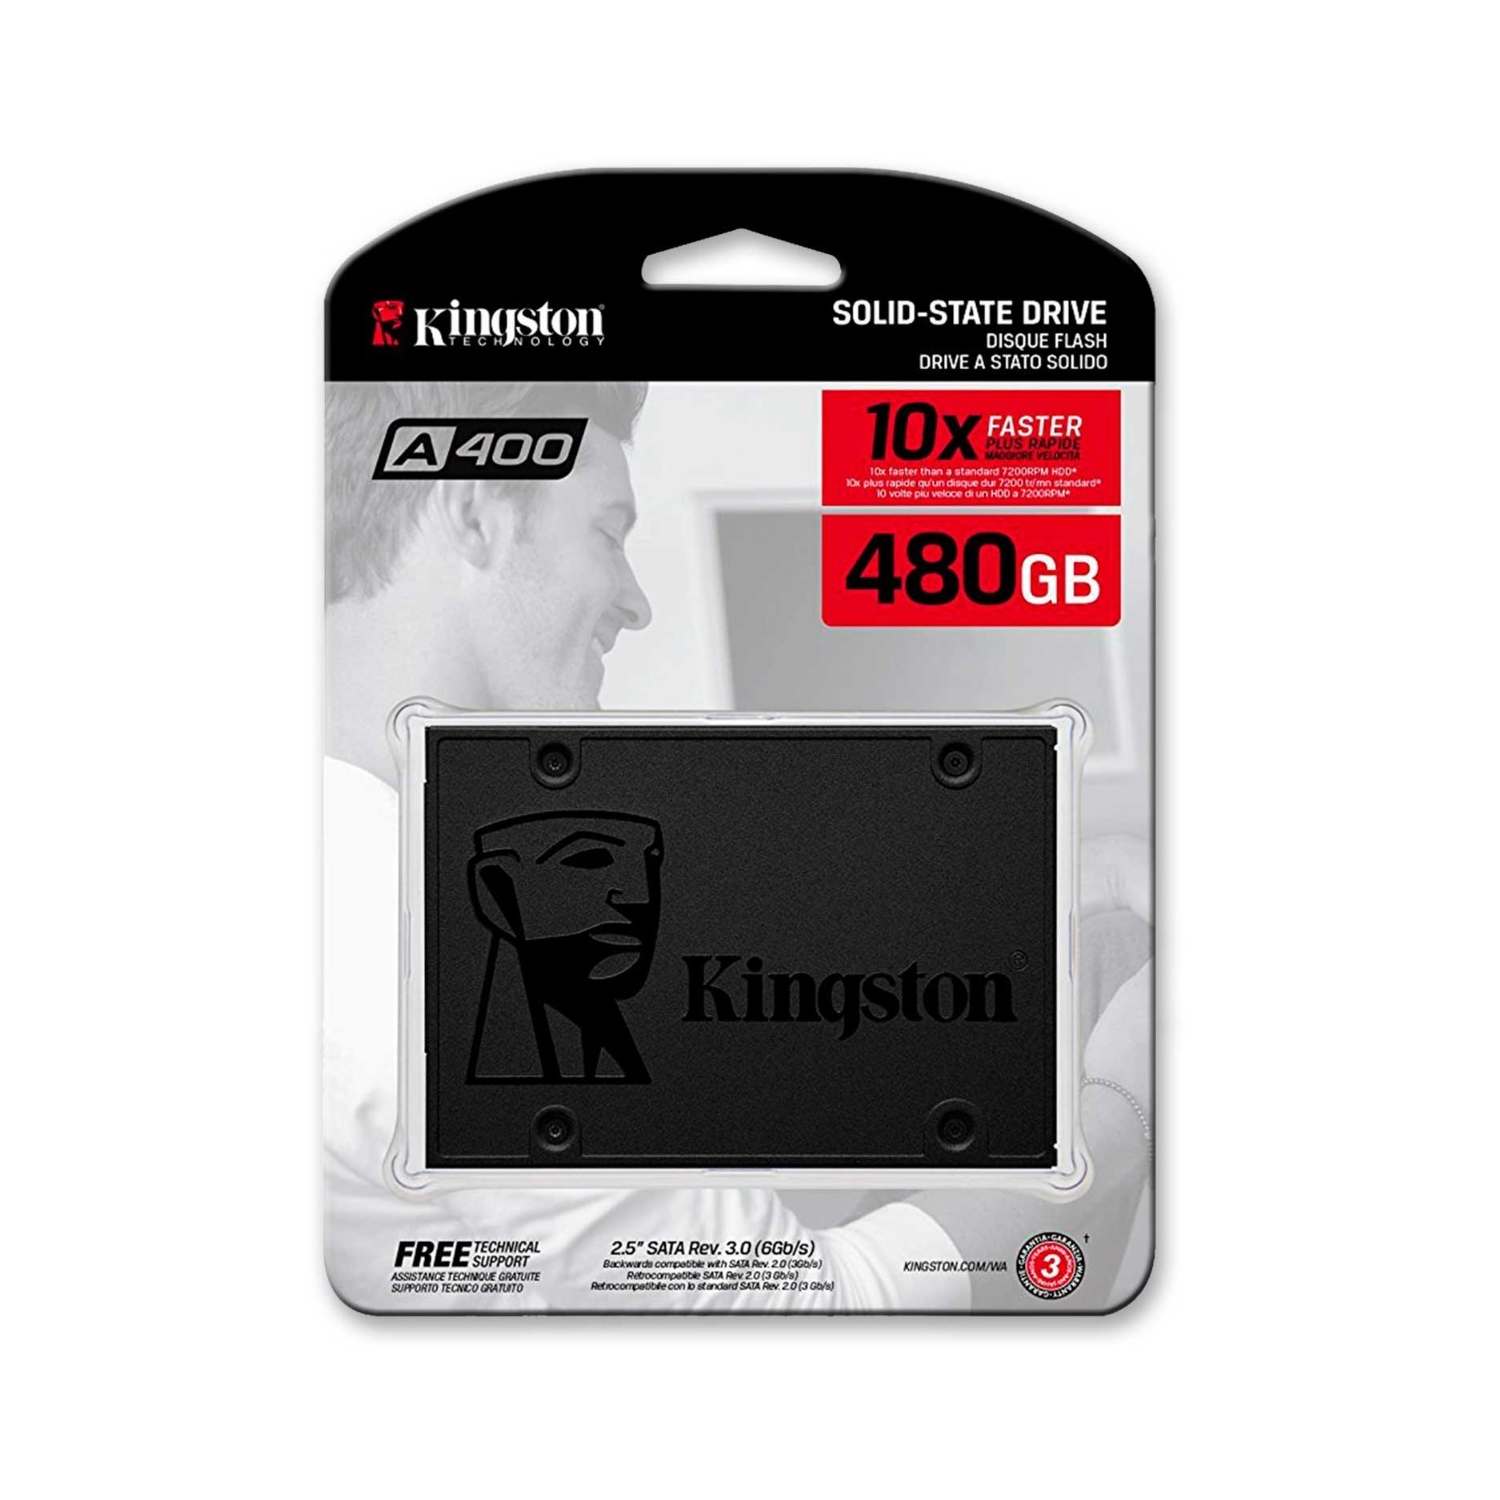 Kingston®
TECHNOLOGY
SOLID-STATE DRIVE
DISQUE FLASH
DRIVE A STATO SOLIDO
A400
10x FASTER
PLUS RAPIDE
MAGGIORE VELOCITÀ
10x faster than a standard 7200RPM HDD*
10x plus rapide qu'un disque dur 7200 tr/mn standard*
10 volte più veloce di un HDD a 7200RPM*
480GB
Kingston®
FREE TECHNICAL SUPPORT
ASSISTANCE TECHNIQUE GRATUITE
SUPPORTO TECNICO GRATUITO
2.5" SATA Rev. 3.0 (6Gb/s)
Backwards compatible with SATA Rev. 2.0 (3Gb/s)
Rétrocompatible SATA Rev. 2.0 (3 Gb/s)
Retrocompatibile con lo standard SATA Rev. 2.0 (3 Gb/s)
KINGSTON.COM/WA
3
†